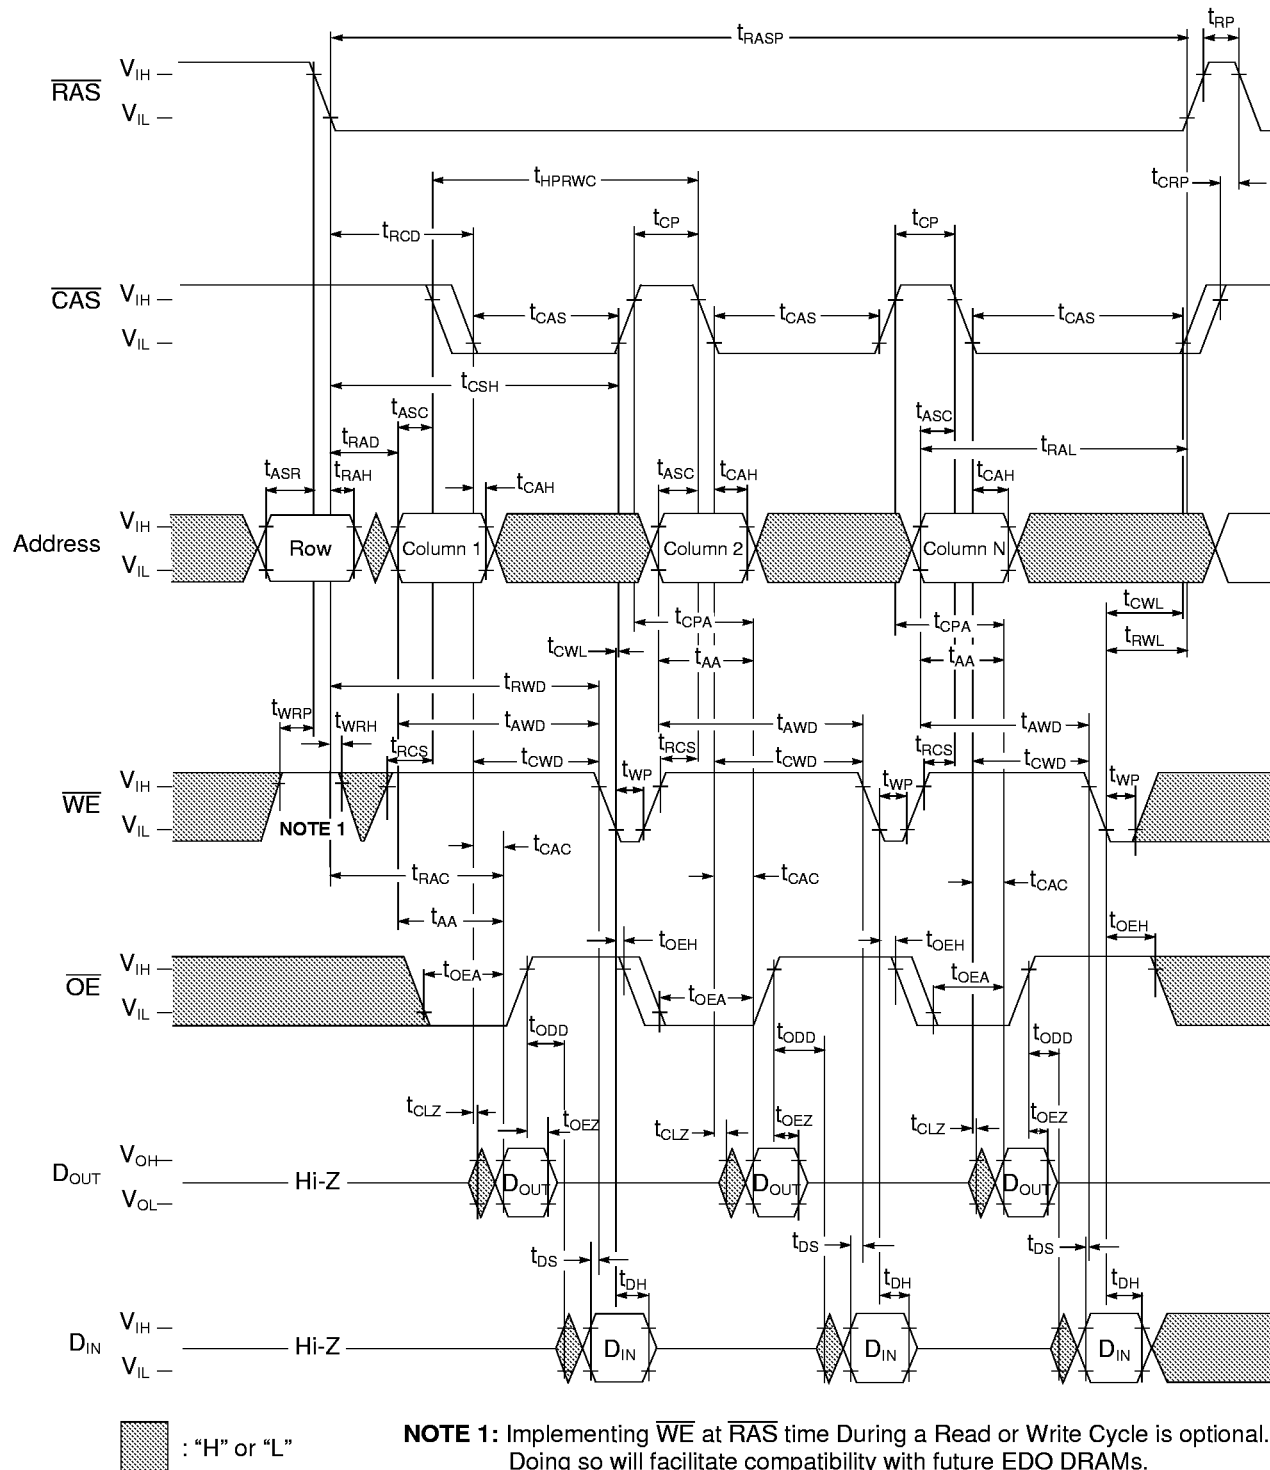 tRASP
tRP
RAS
VIH
VIL
tHPRWC
tCRP
tRCD
tCP
tCP
CAS
VIH
VIL
tCAS
tCAS
tCAS
tCSH
tASC
tASC
tRAD
tRAL
tASR
tRAH
tCAH
tASC
tCAH
tCAH
Address
VIH
VIL
Row
Column 1
Column 2
Column N
tCPA
tCPA
tCWL
tCWL
tAA
tAA
tRWL
tRWD
tWRP
tWRH
tAWD
tAWD
tAWD
tRCS
tCWD
tRCS
tCWD
tRCS
tCWD
WE
VIH
VIL
tWP
tWP
tWP
NOTE 1
tCAC
tRAC
tCAC
tCAC
tAA
tOEH
tOEH
tOEH
OE
VIH
VIL
tOEA
tOEA
tOEA
tODD
tODD
tODD
tCLZ
tOEZ
tCLZ
tOEZ
tCLZ
tOEZ
DOUT
VOH
VOL
Hi-Z
DOUT
DOUT
DOUT
tDS
tDS
tDS
tDH
tDH
tDH
DIN
VIH
VIL
Hi-Z
DIN
DIN
DIN
: “H” or “L”
NOTE 1: Implementing WE at RAS time During a Read or Write Cycle is optional.
Doing so will facilitate compatibility with future EDO DRAMs.